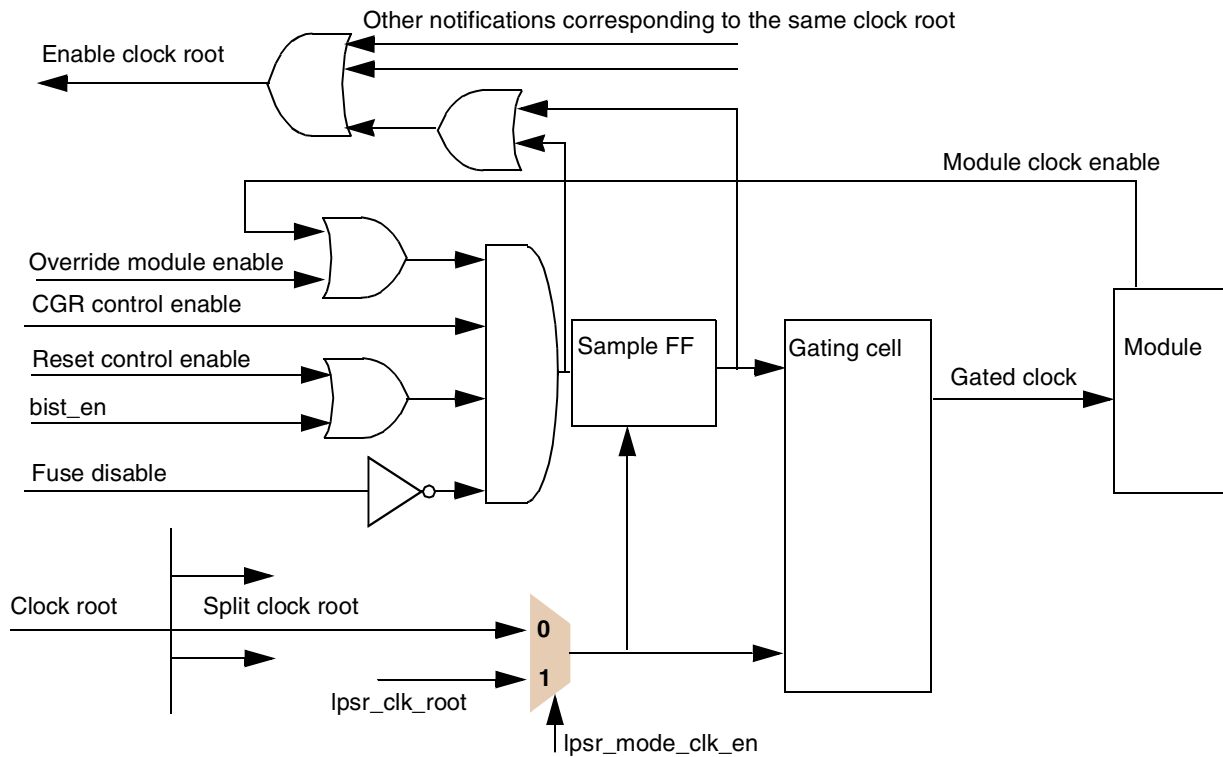 Other notifications corresponding to the same clock root
Enable clock root
Module clock enable
Override module enable
CGR control enable
Sample FF
Gating cell
Module
Reset control enable
Gated clock
bist_en
Fuse disable
Clock root
Split clock root
0
1
lpsr_clk_root
lpsr_mode_clk_en